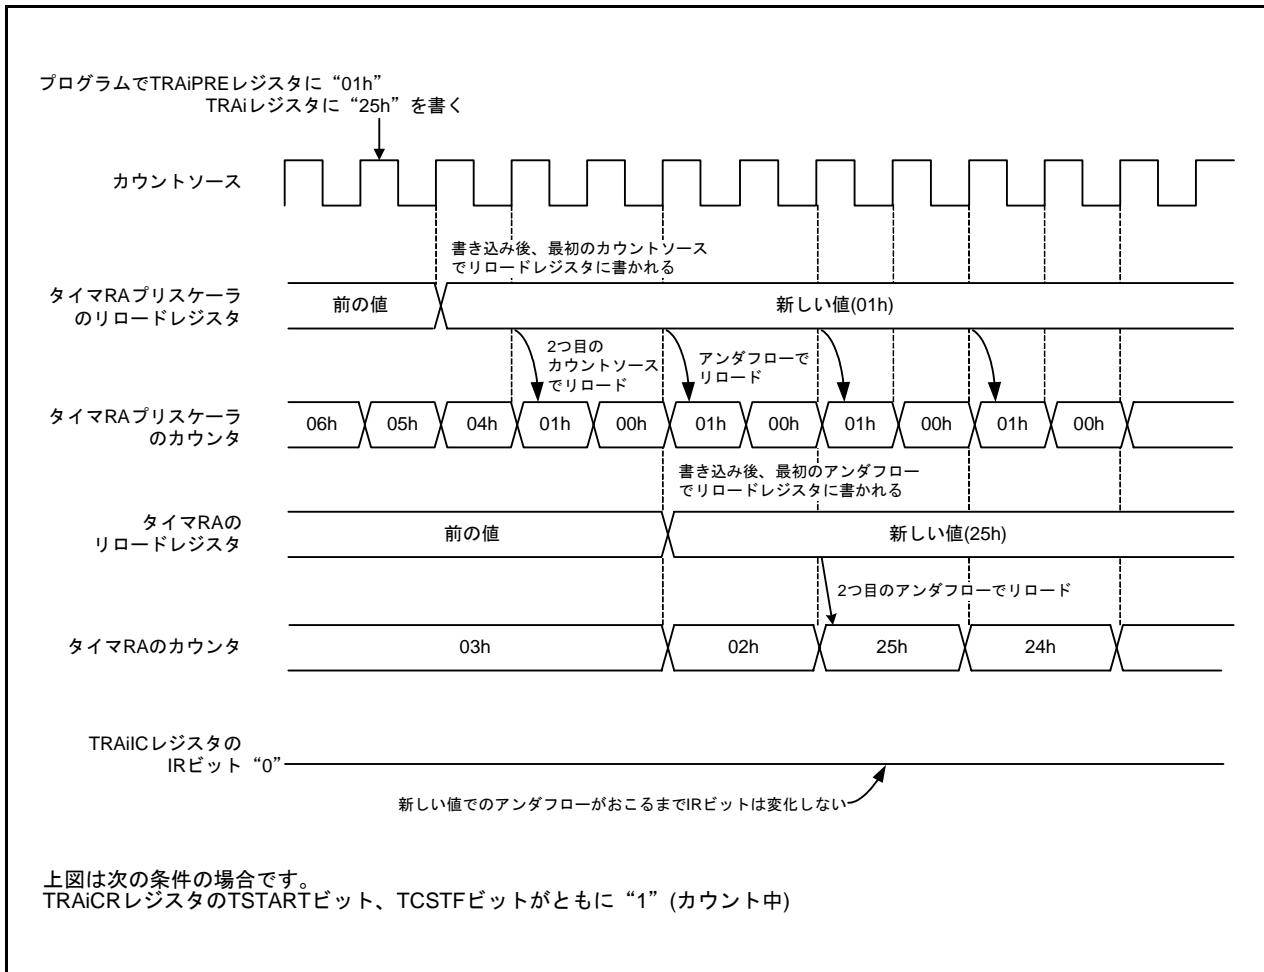 プログラムでTRAiPREレジスタに“01h”
TRAiレジスタに“25h”を書く
カウントソース
書き込み後、最初のカウントソース
でリロードレジスタに書かれる
タイマRAプリスケーラ
のリロードレジスタ
前の値
新しい値(01h)
2つ目の
カウントソース
でリロード
アンダフローで
リロード
タイマRAプリスケーラ
のカウンタ
06h 05h 04h 01h 00h 01h 00h 01h 00h 01h 00h
書き込み後、最初のアンダフロー
でリロードレジスタに書かれる
タイマRAの
リロードレジスタ
前の値
新しい値(25h)
2つ目のアンダフローでリロード
タイマRAのカウンタ
03h 02h 25h 24h
TRAiICレジスタの
IRビット “0”
新しい値でのアンダフローがおこるまでIRビットは変化しない
上図は次の条件の場合です。
TRAiCRレジスタのTSTARTビット、TCSTFビットがともに“1”(カウント中)